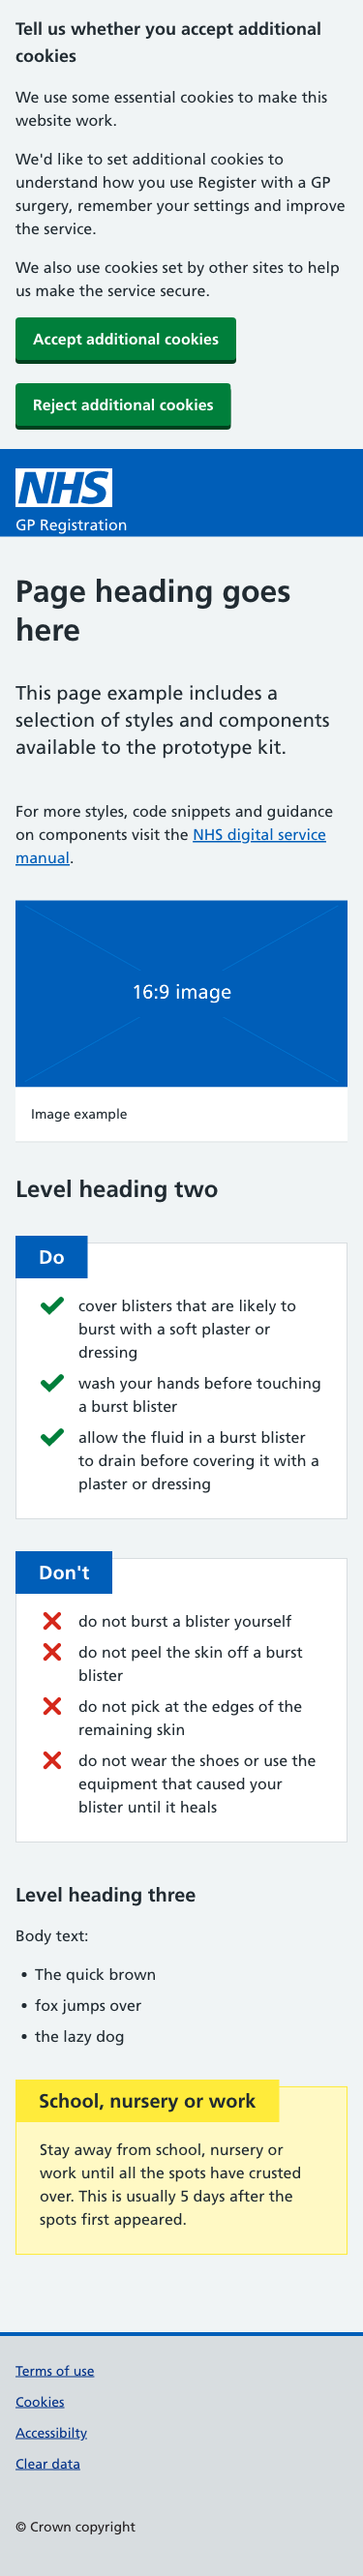 Tell us whether you accept additional
cookies
We use some essential cookies to make this
website work.
We'd like to set additional cookies to
understand how you use Register with a GP
surgery, remember your settings and improve
the service.
We also use cookies set by other sites to help
us make the service secure.
Accept additional cookies
Reject additional cookies
NHS
GP Registration
Page heading goes
here
This page example includes a
selection of styles and components
available to the prototype kit.
For more styles, code snippets and guidance
on components visit the NHS digital service
manual.
16:9 image
Image example
Level heading two
Do
cover blisters that are likely to
burst with a soft plaster or
dressing
wash your hands before touching
a burst blister
allow the fluid in a burst blister
to drain before covering it with a
plaster or dressing
Don't
do not burst a blister yourself
do not peel the skin off a burst
blister
do not pick at the edges of the
remaining skin
do not wear the shoes or use the
equipment that caused your
blister until it heals
Level heading three
Body text:
• The quick brown
• fox jumps over
• the lazy dog
School, nursery or work
Stay away from school, nursery or
work until all the spots have crusted
over. This is usually 5 days after the
spots first appeared.
Terms of use
Cookies
Accessibilty
Clear data
© Crown copyright